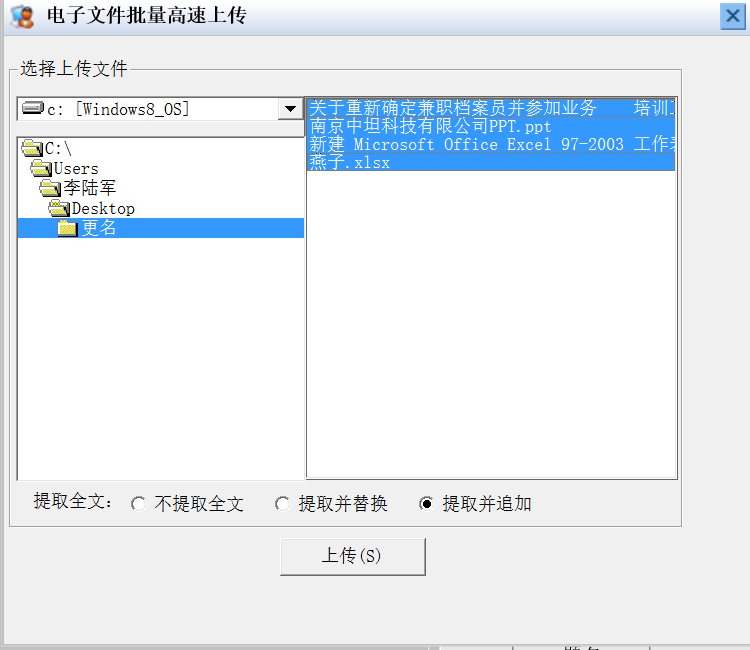 电子文件批量高速上传
选择上传文件
c: [Windows8_OS]
C:\
Users
李陆军
Desktop
更名
关于重新确定兼职档案员并参加业务 培训
南京中坦科技有限公司PPT.ppt
新建 Microsoft Office Excel 97-2003 工作表
燕子.xlsx
提取全文: 不提取全文 提取并替换 提取并追加
上传(S)